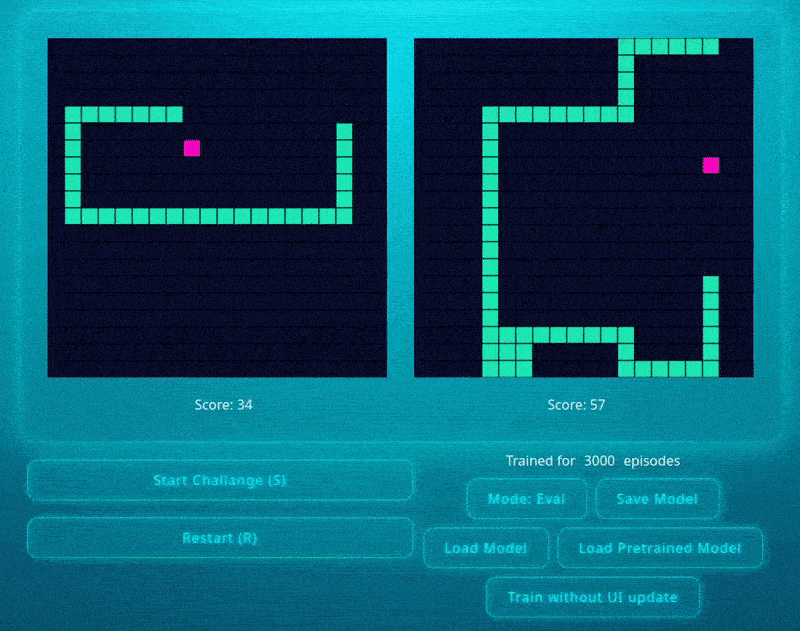 Score: 34
Score: 57
Start Challange (S)
Restart (R)
Trained for 3000 episodes
Mode: Eval
Save Model
Load Model
Load Pretrained Model
Train without UI update